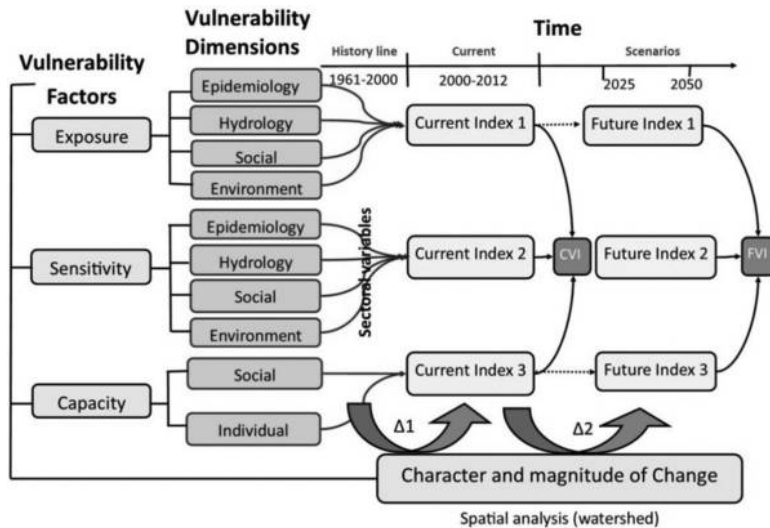 Vulnerability
Dimensions
Time
Vulnerability
Factors
History line
Current
Scenarios
1961-2000
2000-2012
2025
2050
Exposure
Epidemiology
Hydrology
Social
Environment
Current Index 1
Future Index 1
Sensitivity
Epidemiology
Hydrology
Social
Environment
Sectoral variables
Current Index 2
CVI
Future Index 2
FVI
Capacity
Social
Individual
Current Index 3
Future Index 3
Δ1
Δ2
Character and magnitude of Change
Spatial analysis (watershed)